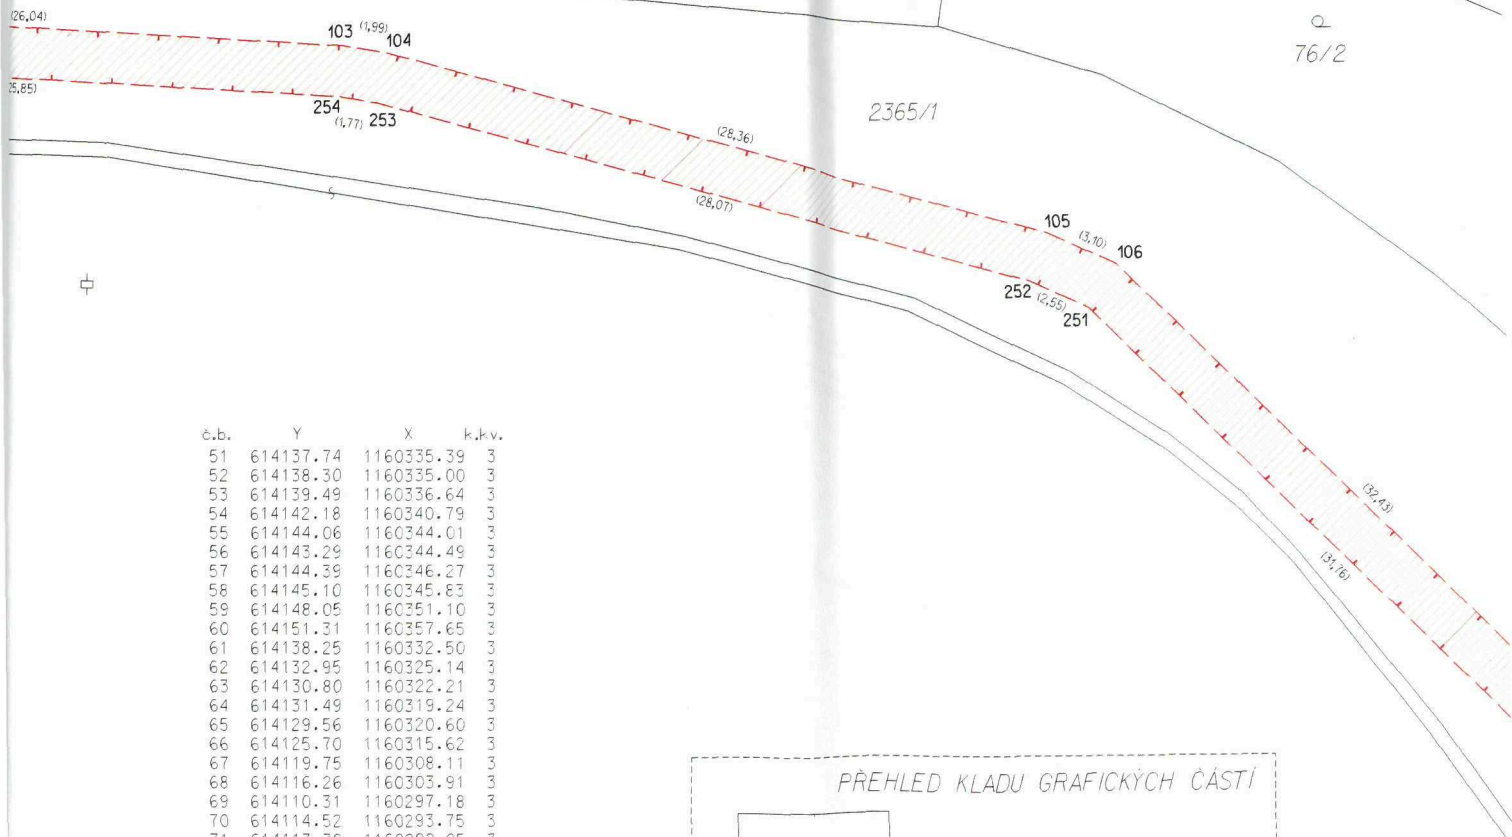 (26,04)
103 (1,99) 104
76/2
25,85)
254 (1,77) 253
2365/1
(28,36)
(28,07)
105 (3,10) 106
252 (2,55) 251
(32,43)
(31,76)
č.b. Y X k.kv.
51 614137.74 1160335.39 3
52 614138.30 1160335.00 3
53 614139.49 1160336.64 3
54 614142.18 1160340.79 3
55 614144.06 1160344.01 3
56 614143.29 1160344.49 3
57 614144.39 1160346.27 3
58 614145.10 1160345.83 3
59 614148.05 1160351.10 3
60 614151.31 1160357.65 3
61 614138.25 1160332.50 3
62 614132.95 1160325.14 3
63 614130.80 1160322.21 3
64 614131.49 1160319.24 3
65 614129.56 1160320.60 3
66 614125.70 1160315.62 3
67 614119.75 1160308.11 3
68 614116.26 1160303.91 3
69 614110.31 1160297.18 3
70 614114.52 1160293.75 3
PŘEHLED KLADU GRAFICKÝCH ČÁSTÍ